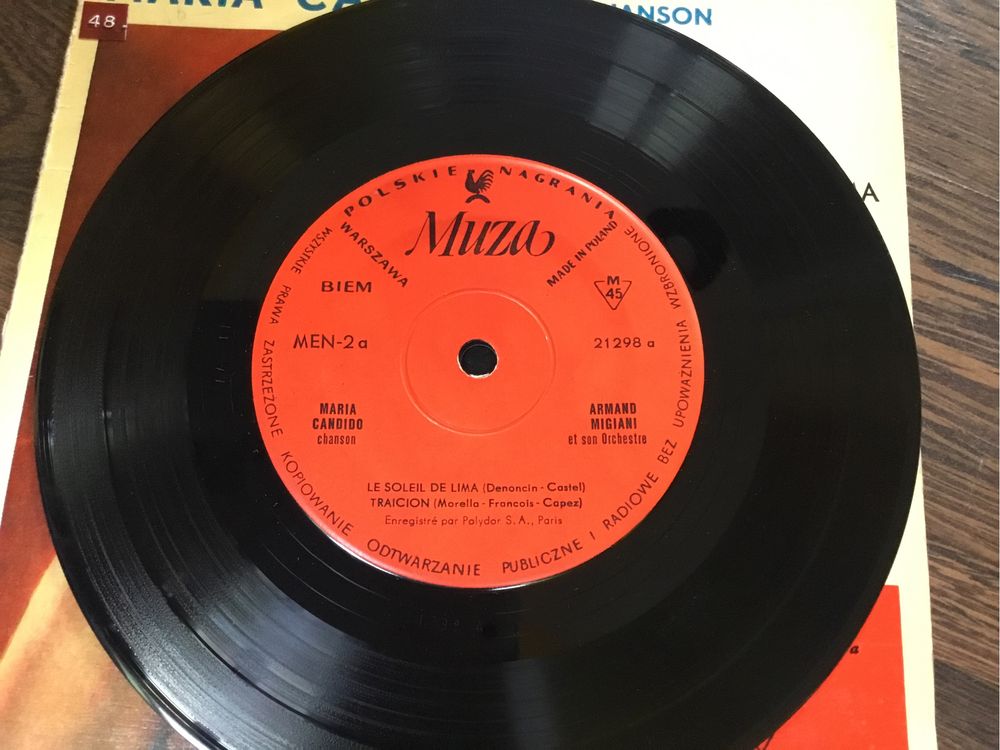 MARIA
HANSON
48.
POLSKIE NAGRANIA
WARSZAWA
Muza
MADE IN POLAND
BIEM
M
45
MEN-2 a
21298 a
MARIA
CANDIDO
chanson
ARMAND
MIGIANI
et son Orchestre
LE SOLEIL DE LIMA (Denoncin - Castel)
TRAICION (Morella - Francois - Capez)
Enregistré par Polydor S. A., Paris
WSZYSTKIE PRAWA ZASTRZEŻONE KOPIOWANIE ODTWARZANIE PUBLICZNE I RADIOWE BEZ UPOWAŻNIENIA WZBRONIONE